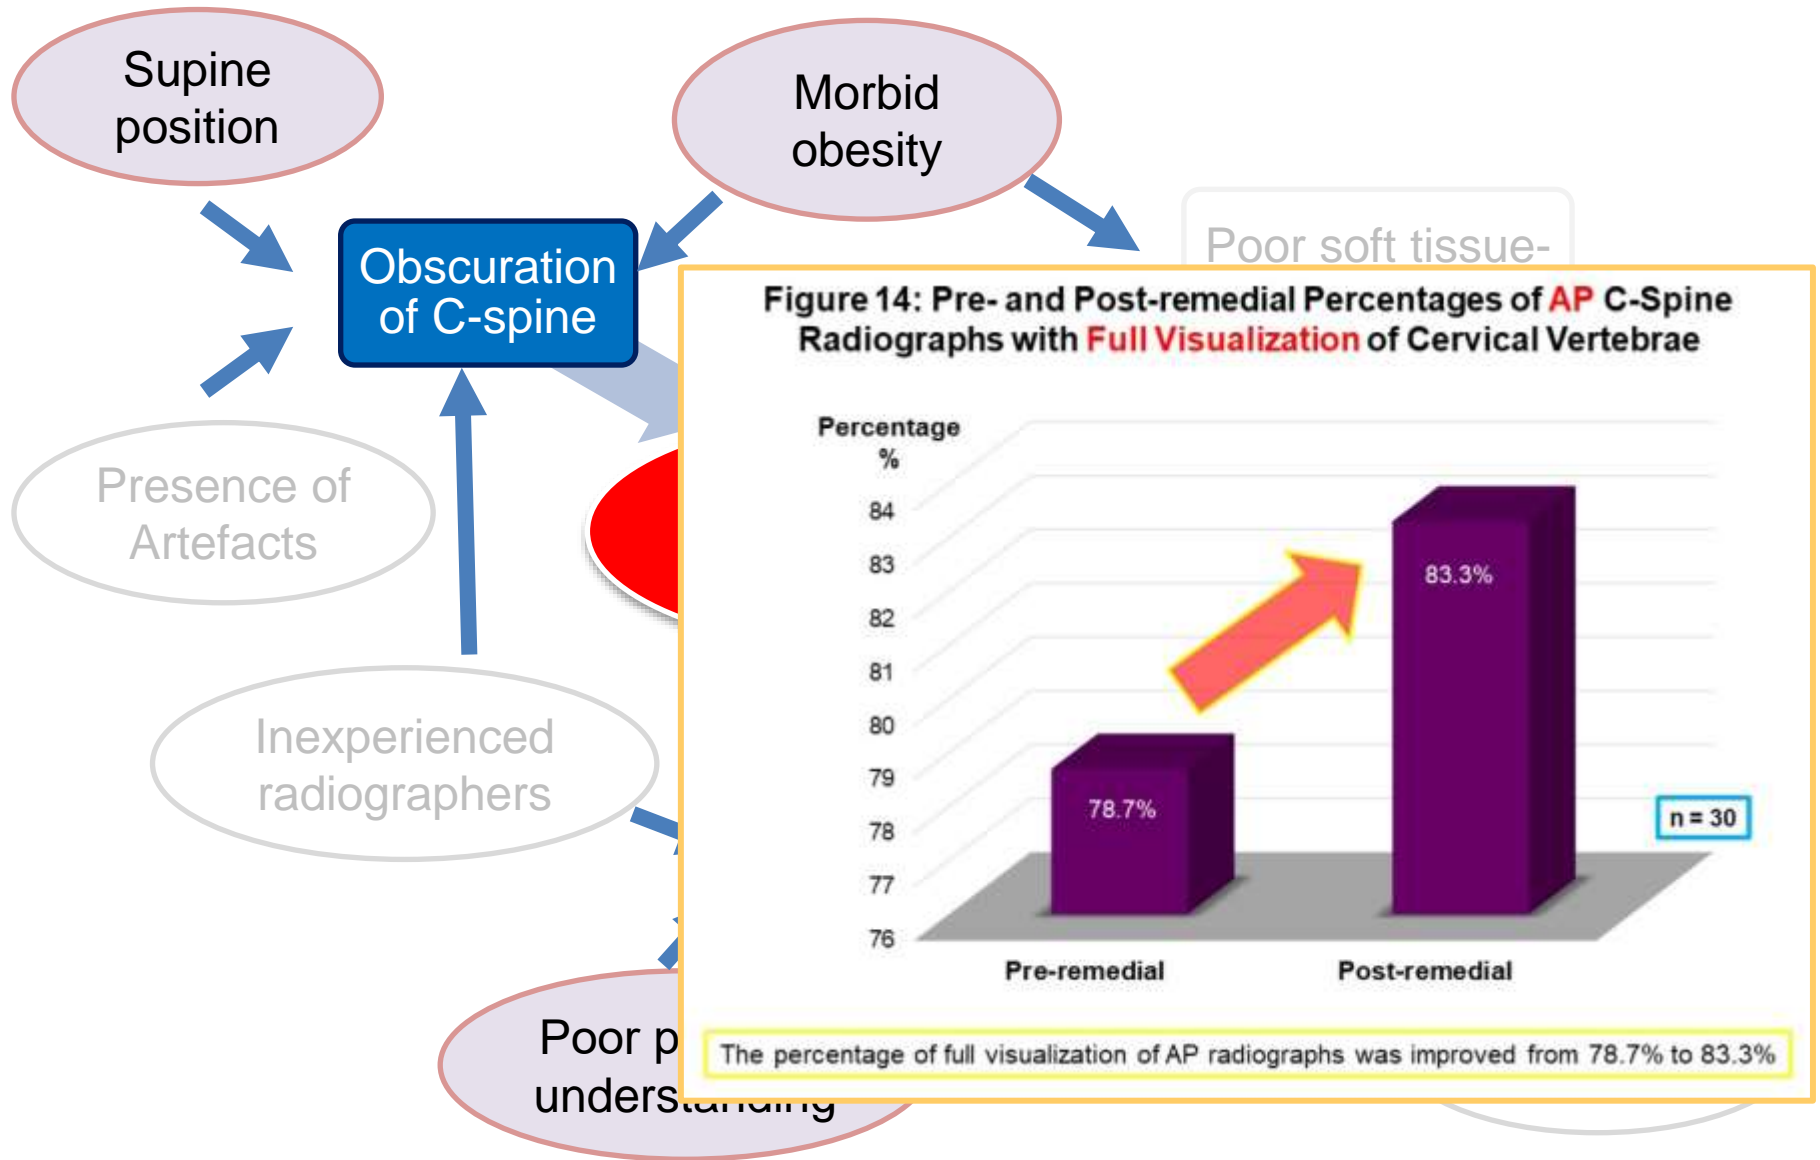 Supine
position
Morbid
obesity
Obscuration
of C-spine
Poor soft tissue-
Presence of
Artefacts
Inexperienced
radiographers
Poor p
understanding
Figure 14: Pre- and Post-remedial Percentages of AP C-Spine
Radiographs with Full Visualization of Cervical Vertebrae
Percentage
%
84
83
82
81
80
79
78
77
76
78.7%
83.3%
n = 30
Pre-remedial
Post-remedial
The percentage of full visualization of AP radiographs was improved from 78.7% to 83.3%